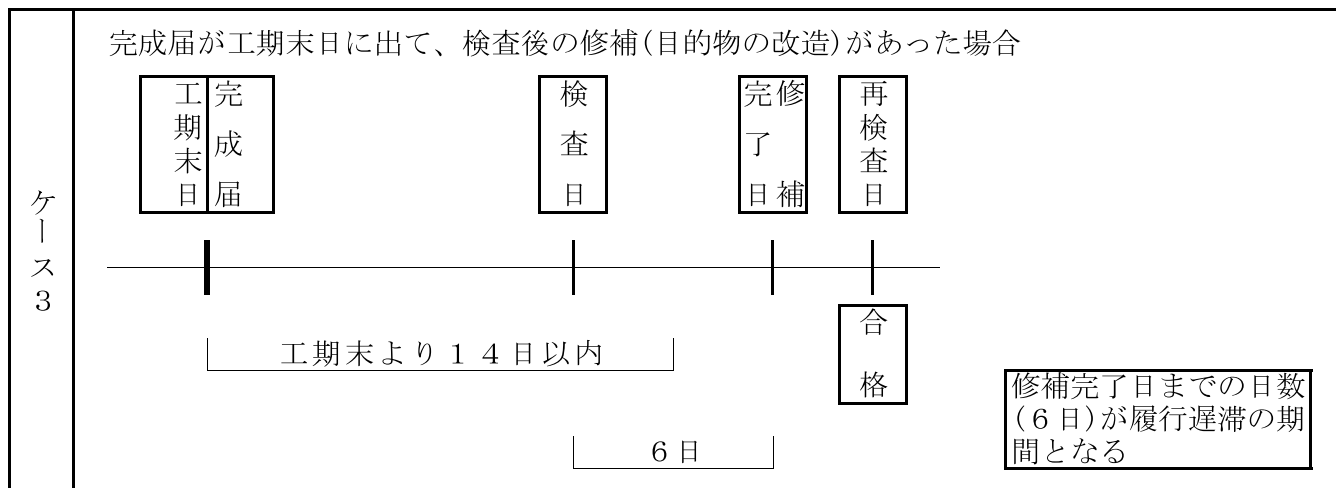 ケース３
完成届が工期末日に出て、検査後の修補(目的物の改造)があった場合
工期末日
完成届
検査日
修補
完了日
再検査日
合格
工期末より１４日以内
６日
修補完了日までの日数
(６日)が履行遅滞の期
間となる